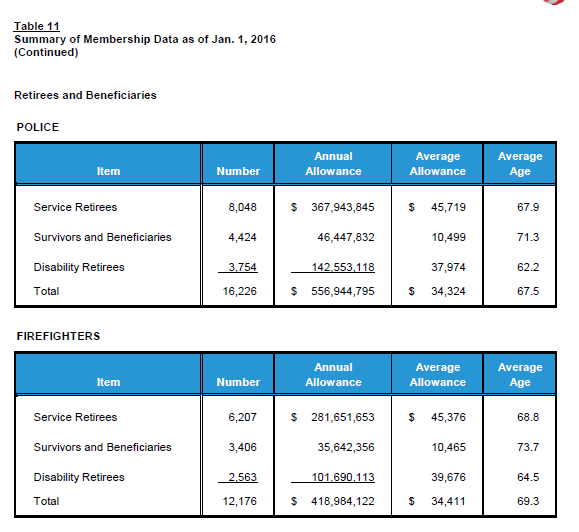 Table 11
Summary of Membership Data as of Jan. 1, 2016
(Continued)
Retirees and Beneficiaries
POLICE
Item Number Annual Allowance Average Allowance Average Age
Service Retirees 8,048 $ 367,943,845 $ 45,719 67.9
Survivors and Beneficiaries 4,424 46,447,832 10,499 71.3
Disability Retirees 3,754 142,553,118 37,974 62.2
Total 16,226 $ 556,944,795 $ 34,324 67.5
FIREFIGHTERS
Item Number Annual Allowance Average Allowance Average Age
Service Retirees 6,207 $ 281,651,653 $ 45,376 68.8
Survivors and Beneficiaries 3,406 35,642,356 10,465 73.7
Disability Retirees 2,563 101,690,113 39,676 64.5
Total 12,176 $ 418,984,122 $ 34,411 69.3